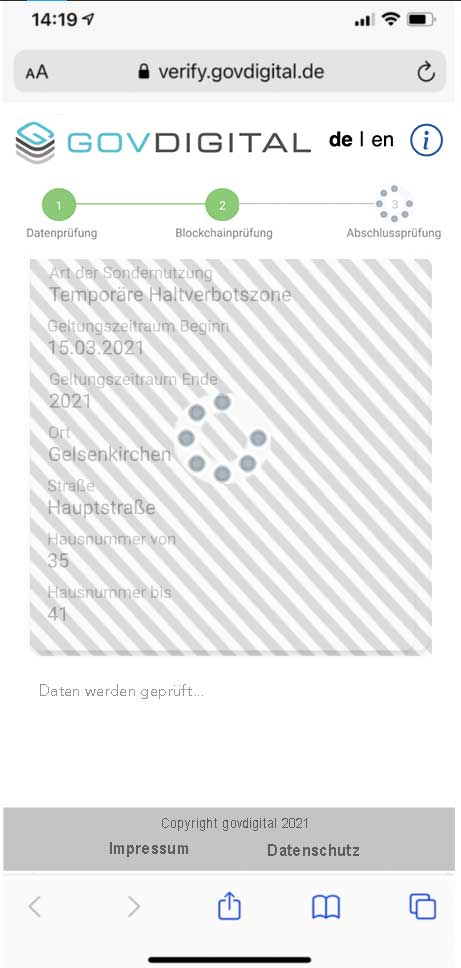 14:19
AA verify.govdigital.de
GOVDIGITAL de | en i
1 2 3
Datenprüfung Blockchainprüfung Abschlussprüfung
Art der Sondernutzung
Temporäre Haltverbotszone
Geltungszeitraum Beginn
15.03.2021
Geltungszeitraum Ende
2021
Ort
Gelsenkirchen
Straße
Hauptstraße
Hausnummer von
35
Hausnummer bis
41
Daten werden geprüft...
Copyright govdigital 2021
Impressum Datenschutz